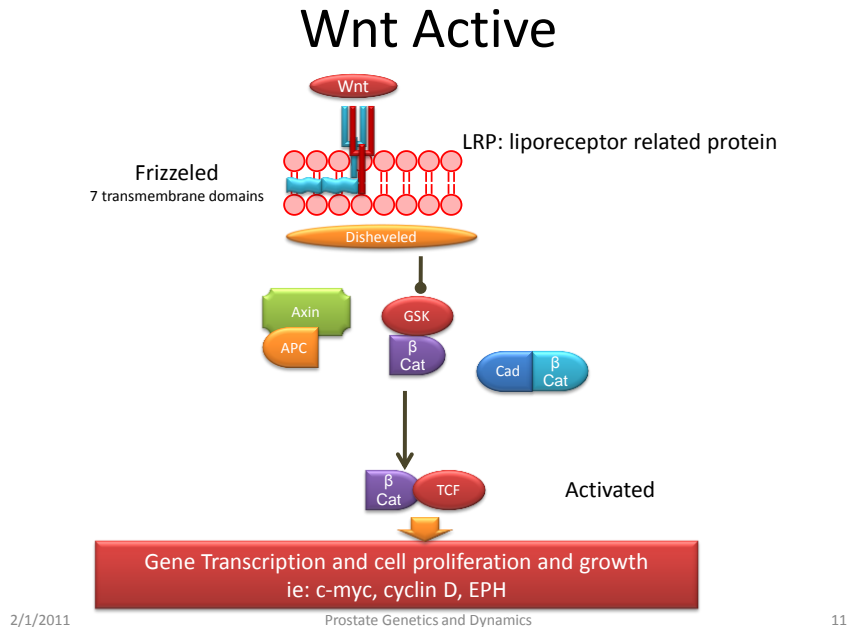 Wnt Active
Wnt
LRP: liporeceptor related protein
Frizzeled
7 transmembrane domains
Disheveled
Axin
GSK
APC
β
Cat
Cad
β
Cat
β
Cat
TCF
Activated
Gene Transcription and cell proliferation and growth
ie: c-myc, cyclin D, EPH
2/1/2011
Prostate Genetics and Dynamics
11